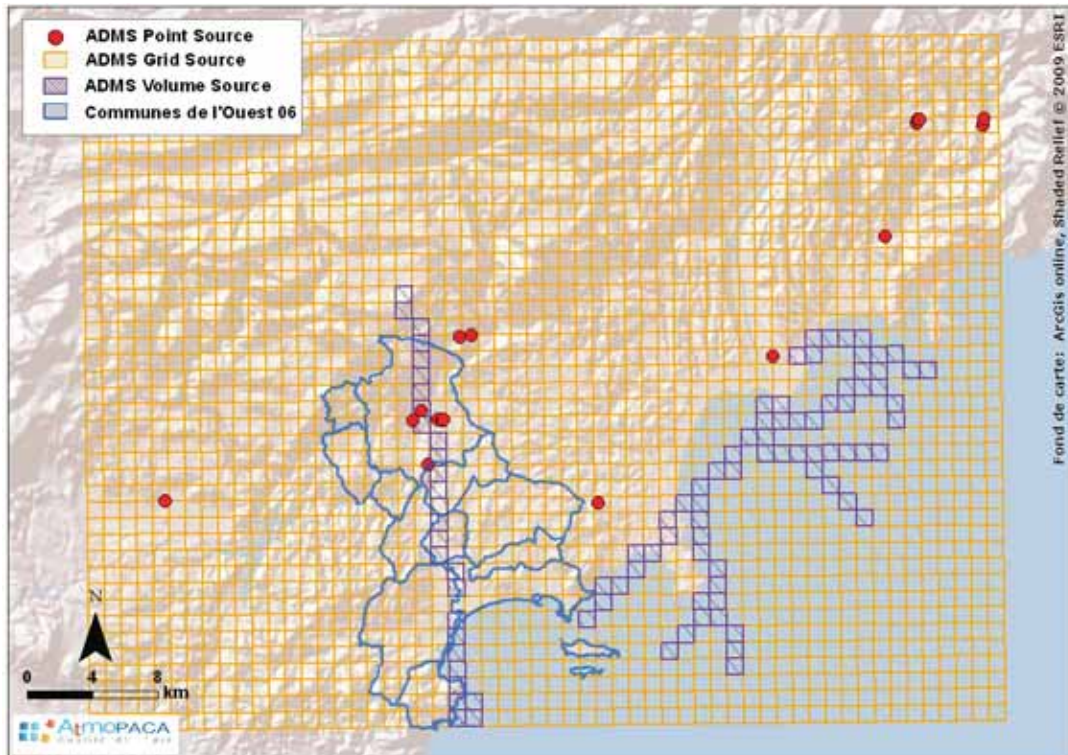 ADMS Point Source
ADMS Grid Source
ADMS Volume Source
Communes de l'Ouest 06
Fond de carte: ArcGis online, Shaded Relief © 2009 ESRI
N
0 4 8
km
AtmoPACA